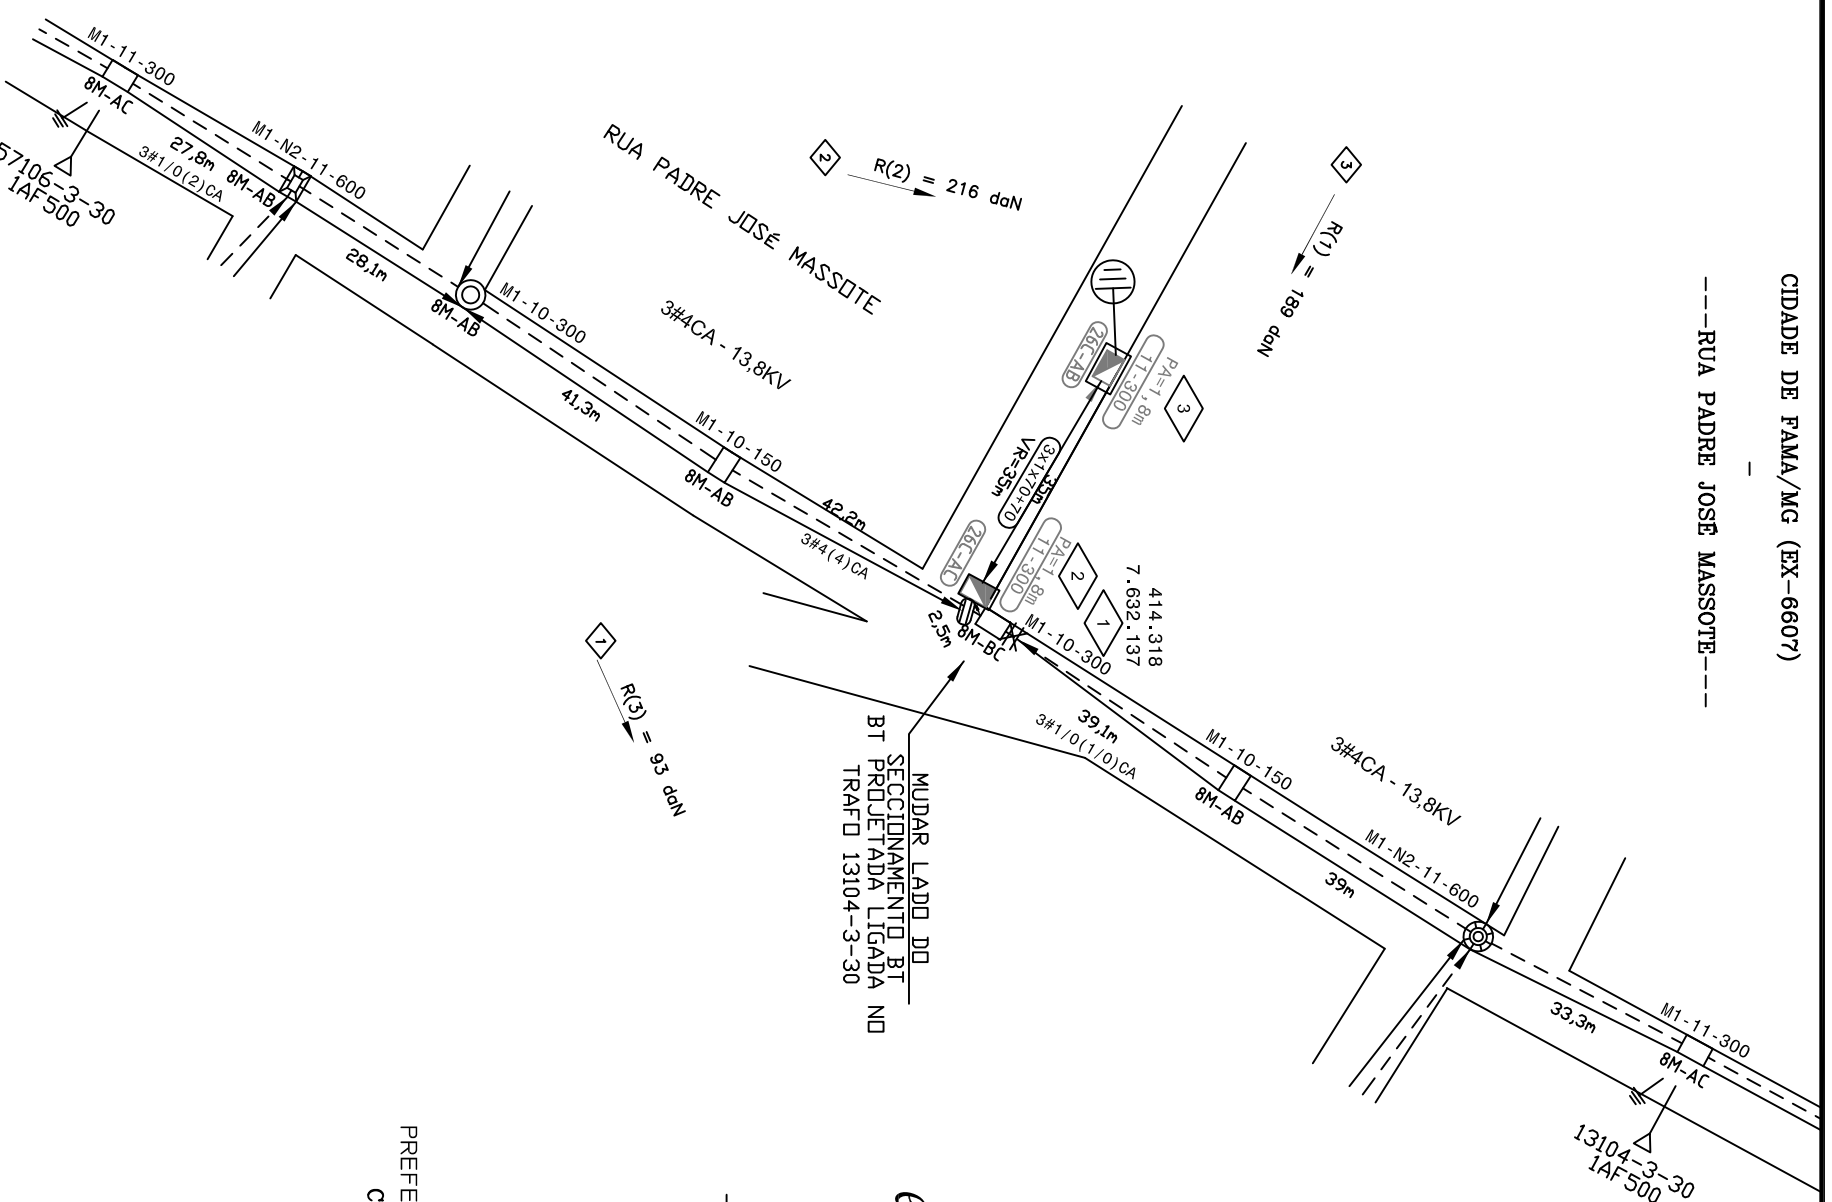 CIDADE DE FAMA/MG (EX-6607)
-
---RUA PADRE JOSÉ MASSOTE---
M1-11-300
8M-AC
27,8m
3#1/0(2)CA
57106-3-30
1AF500
M1-N2-11-600
8M-AB
28,1m
8M-AB
M1-10-300
RUA PADRE JOSÉ MASSOTE
3#4CA - 13,8KV
41,3m
M1-10-150
8M-AB
42,2m
3#4(4)CA
2
R(2) = 216 daN
3
R(1) = 189 daN
26C-AB
PA=1,8m
11-300
3
3x1x70+70
35m
VR=35m
26C-AC
PA=1,8m
11-300
2
1
414.318
7.632.137
2,5m
8M-BC
M1-10-300
1
R(3) = 93 daN
MUDAR LADO DO
SECCIONAMENTO BT
BT PROJETADA LIGADA NO
TRAFO 13104-3-30
39,1m
3#1/0(1/0)CA
M1-10-150
8M-AB
3#4CA - 13,8KV
39m
M1-N2-11-600
33,3m
M1-11-300
8M-AC
13104-3-30
1AF500
PREFE